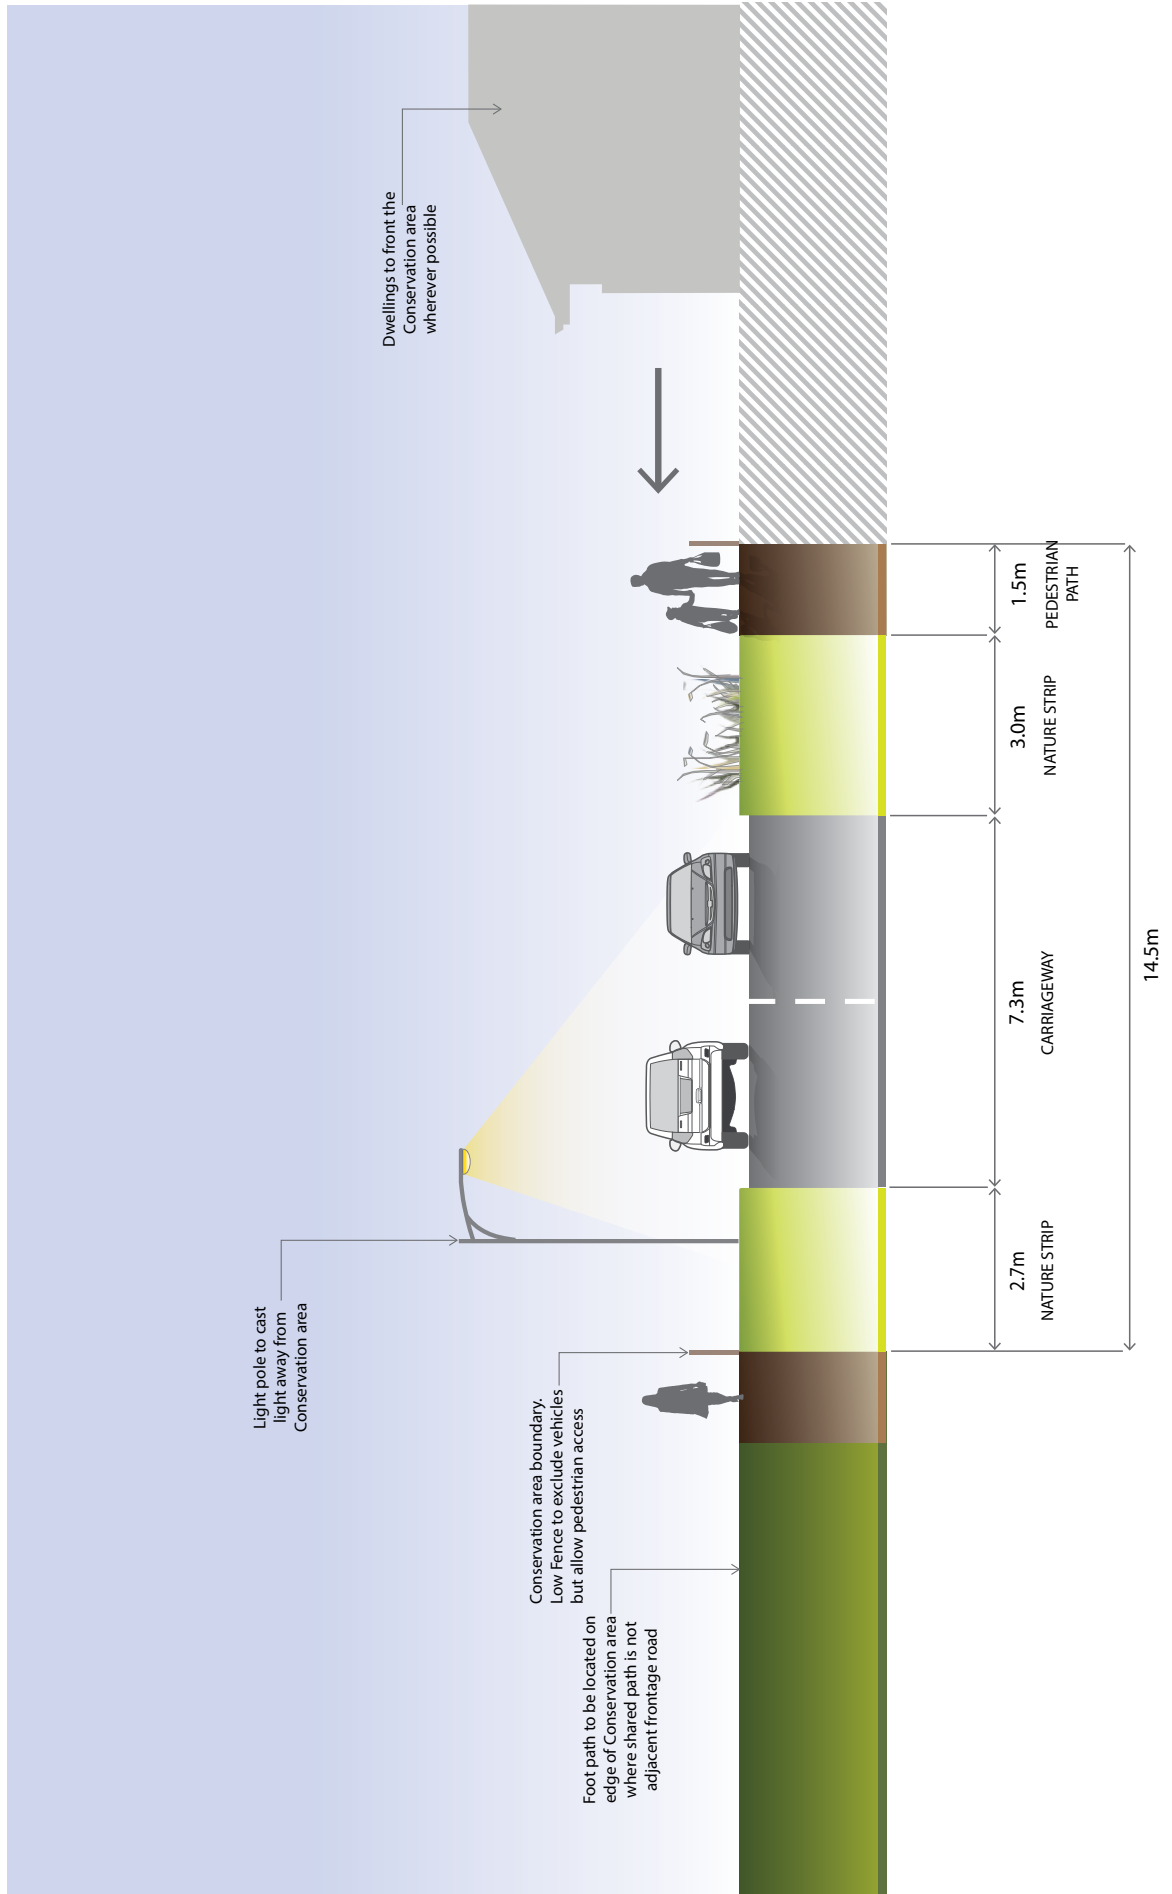 Light pole to cast
light away from
Conservation area
Conservation area boundary.
Low Fence to exclude vehicles
but allow pedestrian access
Foot path to be located on
edge of Conservation area
where shared path is not
adjacent frontage road
Dwellings to front the
Conservation area
wherever possible
2.7m
NATURE STRIP
7.3m
CARRIAGEWAY
3.0m
NATURE STRIP
1.5m
PEDESTRIAN
PATH
14.5m